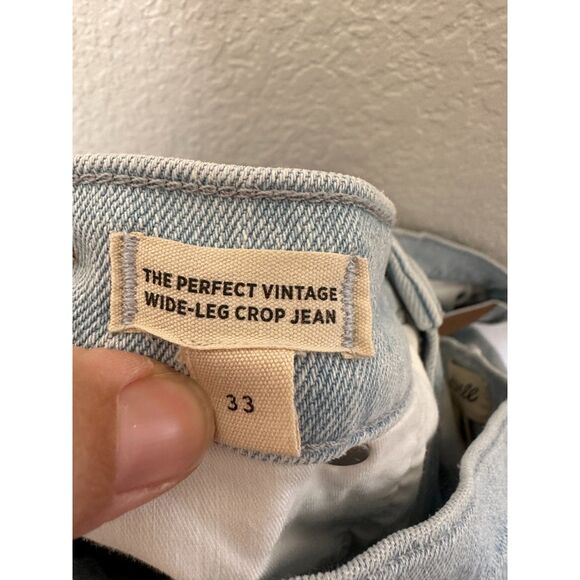 THE PERFECT VINTAGE
WIDE-LEG CROP JEAN
33